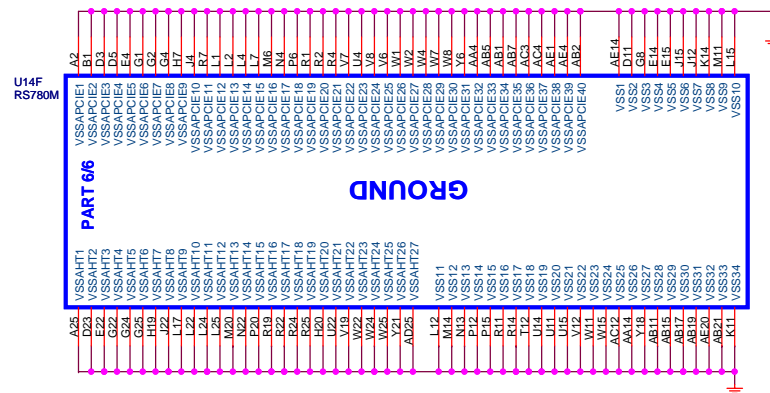 A2
B1
D3
D5
E4
G1
G2
G4
H7
J4
R7
L1
L2
L4
L7
M6
N4
P6
R1
R2
R4
V7
U4
V8
V6
W1
W2
W4
W7
W8
Y6
AA4
AB5
AB1
AB7
AC3
AC4
AE1
AE4
AB2
AE14
D11
G8
E14
E15
J15
J12
K14
M11
L15
U14F
RS780M
VSSAPCIE1
VSSAPCIE2
VSSAPCIE3
VSSAPCIE4
VSSAPCIE5
VSSAPCIE6
VSSAPCIE7
VSSAPCIE8
VSSAPCIE9
VSSAPCIE10
VSSAPCIE11
VSSAPCIE12
VSSAPCIE13
VSSAPCIE14
VSSAPCIE15
VSSAPCIE16
VSSAPCIE17
VSSAPCIE18
VSSAPCIE19
VSSAPCIE20
VSSAPCIE21
VSSAPCIE22
VSSAPCIE23
VSSAPCIE24
VSSAPCIE25
VSSAPCIE26
VSSAPCIE27
VSSAPCIE28
VSSAPCIE29
VSSAPCIE30
VSSAPCIE31
VSSAPCIE32
VSSAPCIE33
VSSAPCIE34
VSSAPCIE35
VSSAPCIE36
VSSAPCIE37
VSSAPCIE38
VSSAPCIE39
VSSAPCIE40
VSS1
VSS2
VSS3
VSS4
VSS5
VSS6
VSS7
VSS8
VSS9
VSS10
PART 6/6
GROUND
VSSAHT1
VSSAHT2
VSSAHT3
VSSAHT4
VSSAHT5
VSSAHT6
VSSAHT7
VSSAHT8
VSSAHT9
VSSAHT10
VSSAHT11
VSSAHT12
VSSAHT13
VSSAHT14
VSSAHT15
VSSAHT16
VSSAHT17
VSSAHT18
VSSAHT19
VSSAHT20
VSSAHT21
VSSAHT22
VSSAHT23
VSSAHT24
VSSAHT25
VSSAHT26
VSSAHT27
VSS11
VSS12
VSS13
VSS14
VSS15
VSS16
VSS17
VSS18
VSS19
VSS20
VSS21
VSS22
VSS23
VSS24
VSS25
VSS26
VSS27
VSS28
VSS29
VSS30
VSS31
VSS32
VSS33
VSS34
A25
D23
E22
G22
G24
G25
H19
J22
L17
L22
L24
L25
M20
N22
P20
R19
R22
R24
R25
H20
U22
V19
W22
W24
W25
Y21
AD25
L12
M14
N13
P12
P15
R11
R14
T12
U14
U11
U15
V12
W11
W15
AC12
AA14
Y18
AB11
AB15
AB17
AB19
AE20
AB21
K11